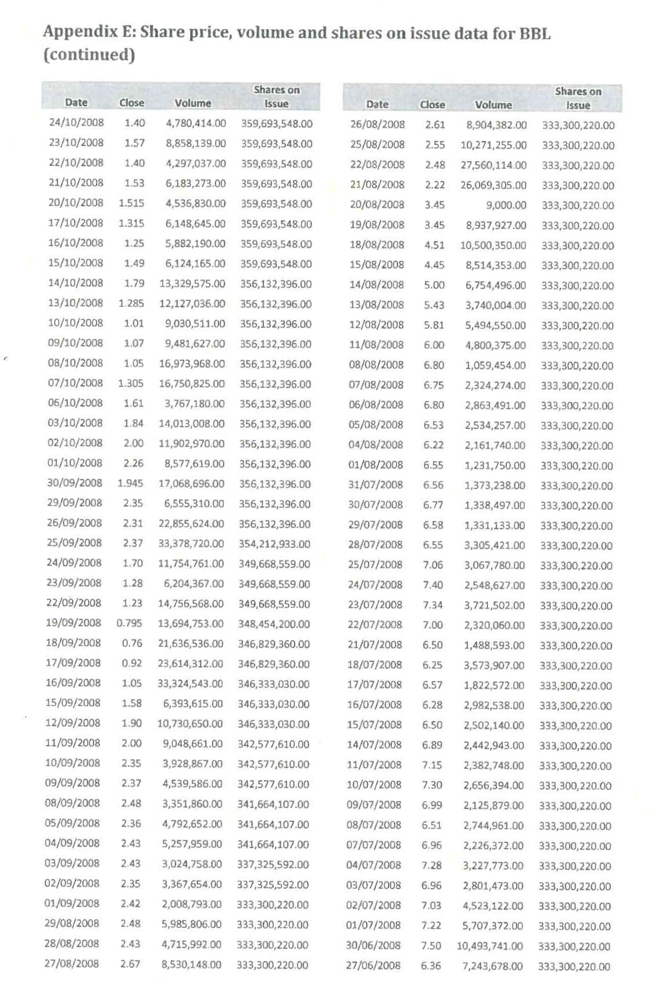 Appendix E: Share price, volume and shares on issue data for BBL
(continued)
Date Close Volume Shares on Issue
24/10/2008 1.40 4,780,414.00 359,693,548.00
23/10/2008 1.57 8,858,139.00 359,693,548.00
22/10/2008 1.40 4,297,037.00 359,693,548.00
21/10/2008 1.53 6,183,273.00 359,693,548.00
20/10/2008 1.515 4,536,830.00 359,693,548.00
17/10/2008 1.315 6,148,645.00 359,693,548.00
16/10/2008 1.25 5,882,190.00 359,693,548.00
15/10/2008 1.49 6,124,165.00 359,693,548.00
14/10/2008 1.79 13,329,575.00 356,132,396.00
13/10/2008 1.285 12,127,036.00 356,132,396.00
10/10/2008 1.01 9,030,511.00 356,132,396.00
09/10/2008 1.07 9,481,627.00 356,132,396.00
08/10/2008 1.05 16,973,968.00 356,132,396.00
07/10/2008 1.305 16,750,825.00 356,132,396.00
06/10/2008 1.61 3,767,180.00 356,132,396.00
03/10/2008 1.84 14,013,008.00 356,132,396.00
02/10/2008 2.00 11,902,970.00 356,132,396.00
01/10/2008 2.26 8,577,619.00 356,132,396.00
30/09/2008 1.945 17,068,696.00 356,132,396.00
29/09/2008 2.35 6,555,310.00 356,132,396.00
26/09/2008 2.31 22,855,624.00 356,132,396.00
25/09/2008 2.37 33,378,720.00 354,212,933.00
24/09/2008 1.70 11,754,761.00 349,668,559.00
23/09/2008 1.28 6,204,367.00 349,668,559.00
22/09/2008 1.23 14,756,568.00 349,668,559.00
19/09/2008 0.795 13,694,753.00 348,454,200.00
18/09/2008 0.76 21,636,536.00 346,829,360.00
17/09/2008 0.92 23,614,312.00 346,829,360.00
16/09/2008 1.05 33,324,543.00 346,333,030.00
15/09/2008 1.58 6,393,615.00 346,333,030.00
12/09/2008 1.90 10,730,650.00 346,333,030.00
11/09/2008 2.00 9,048,661.00 342,577,610.00
10/09/2008 2.35 3,928,867.00 342,577,610.00
09/09/2008 2.37 4,539,586.00 342,577,610.00
08/09/2008 2.48 3,351,860.00 341,664,107.00
05/09/2008 2.36 4,792,652.00 341,664,107.00
04/09/2008 2.43 5,257,959.00 341,664,107.00
03/09/2008 2.43 3,024,758.00 337,325,592.00
02/09/2008 2.35 3,367,654.00 337,325,592.00
01/09/2008 2.42 2,008,793.00 333,300,220.00
29/08/2008 2.48 5,985,806.00 333,300,220.00
28/08/2008 2.43 4,715,992.00 333,300,220.00
27/08/2008 2.67 8,530,148.00 333,300,220.00
Date Close Volume Shares on Issue
26/08/2008 2.61 8,904,382.00 333,300,220.00
25/08/2008 2.55 10,271,255.00 333,300,220.00
22/08/2008 2.48 27,560,114.00 333,300,220.00
21/08/2008 2.22 26,069,305.00 333,300,220.00
20/08/2008 3.45 9,000.00 333,300,220.00
19/08/2008 3.45 8,937,927.00 333,300,220.00
18/08/2008 4.51 10,500,350.00 333,300,220.00
15/08/2008 4.45 8,514,353.00 333,300,220.00
14/08/2008 5.00 6,754,496.00 333,300,220.00
13/08/2008 5.43 3,740,004.00 333,300,220.00
12/08/2008 5.81 5,494,550.00 333,300,220.00
11/08/2008 6.00 4,800,375.00 333,300,220.00
08/08/2008 6.80 1,059,454.00 333,300,220.00
07/08/2008 6.75 2,324,274.00 333,300,220.00
06/08/2008 6.80 2,863,491.00 333,300,220.00
05/08/2008 6.53 2,534,257.00 333,300,220.00
04/08/2008 6.22 2,161,740.00 333,300,220.00
01/08/2008 6.55 1,231,750.00 333,300,220.00
31/07/2008 6.56 1,373,238.00 333,300,220.00
30/07/2008 6.77 1,338,497.00 333,300,220.00
29/07/2008 6.58 1,331,133.00 333,300,220.00
28/07/2008 6.55 3,305,421.00 333,300,220.00
25/07/2008 7.06 3,067,780.00 333,300,220.00
24/07/2008 7.40 2,548,627.00 333,300,220.00
23/07/2008 7.34 3,721,502.00 333,300,220.00
22/07/2008 7.00 2,320,060.00 333,300,220.00
21/07/2008 6.50 1,488,593.00 333,300,220.00
18/07/2008 6.25 3,573,907.00 333,300,220.00
17/07/2008 6.57 1,822,572.00 333,300,220.00
16/07/2008 6.28 2,982,538.00 333,300,220.00
15/07/2008 6.50 2,502,140.00 333,300,220.00
14/07/2008 6.89 2,442,943.00 333,300,220.00
11/07/2008 7.15 2,382,748.00 333,300,220.00
10/07/2008 7.30 2,656,394.00 333,300,220.00
09/07/2008 6.99 2,125,879.00 333,300,220.00
08/07/2008 6.51 2,744,961.00 333,300,220.00
07/07/2008 6.96 2,226,372.00 333,300,220.00
04/07/2008 7.28 3,227,773.00 333,300,220.00
03/07/2008 6.96 2,801,473.00 333,300,220.00
02/07/2008 7.03 4,523,122.00 333,300,220.00
01/07/2008 7.22 5,707,372.00 333,300,220.00
30/06/2008 7.50 10,493,741.00 333,300,220.00
27/06/2008 6.36 7,243,678.00 333,300,220.00